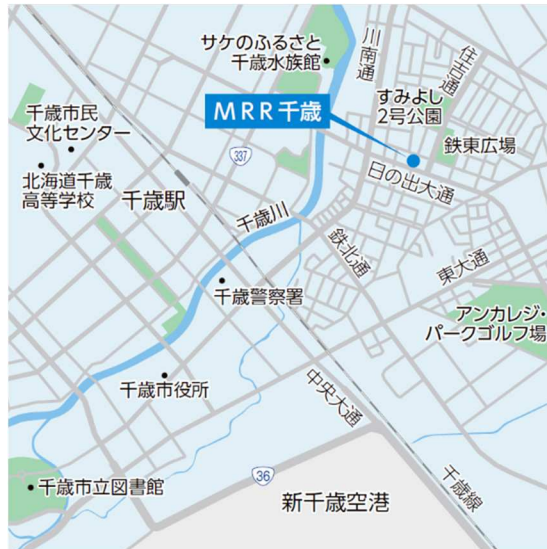 サケのふるさと
千歳水族館
川南通
住吉通
すみよし
2号公園
MRR千歳
千歳市民
文化センター
337
鉄東広場
北海道千歳
高等学校
千歳駅
日の出大通
千歳川
鉄北通
東大通
千歳警察署
アンカレジ・
パークゴルフ場
千歳市役所
中央大通
36
千歳市立図書館
新千歳空港
千歳線